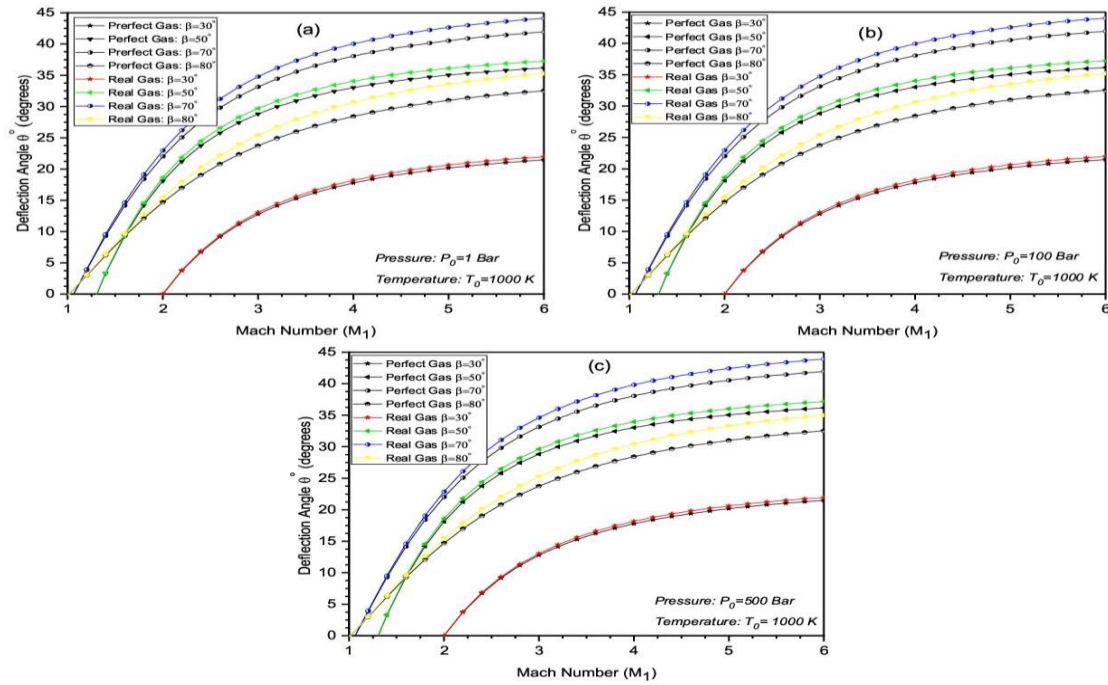 (a)
Prerfect Gas: β=30°
Perfect Gas: β=50°
Prerfect Gas: β=70°
Prerfect Gas: β=80°
Real Gas: β=30°
Real Gas: β=50°
Real Gas: β=70°
Real Gas: β=80°
Deflection Angle θ° (degrees)
45
40
35
30
25
20
15
10
5
0
Pressure: P₀=1 Bar
Temperature: T₀=1000 K
1 2 3 4 5 6
Mach Number (M₁)
(b)
Perfect Gas β=30°
Perfect Gas β=50°
Perfect Gas β=70°
Perfect Gas β=80°
Real Gas β=30°
Real Gas β=50°
Real Gas β=70°
Real Gas β=80°
Deflection Angle θ° (degrees)
45
40
35
30
25
20
15
10
5
0
Pressure: P₀=100 Bar
Temperature: T₀=1000 K
1 2 3 4 5 6
Mach Number (M₁)
(c)
Perfect Gas β=30°
Perfect Gas β=50°
Perfect Gas β=70°
Perfect Gas β=80°
Real Gas β=30°
Real Gas β=50°
Real Gas β=70°
Real Gas β=80°
Deflection Angle θ° (degrees)
45
40
35
30
25
20
15
10
5
0
Pressure: P₀=500 Bar
Temperature: T₀= 1000 K
1 2 3 4 5 6
Mach Number (M₁)